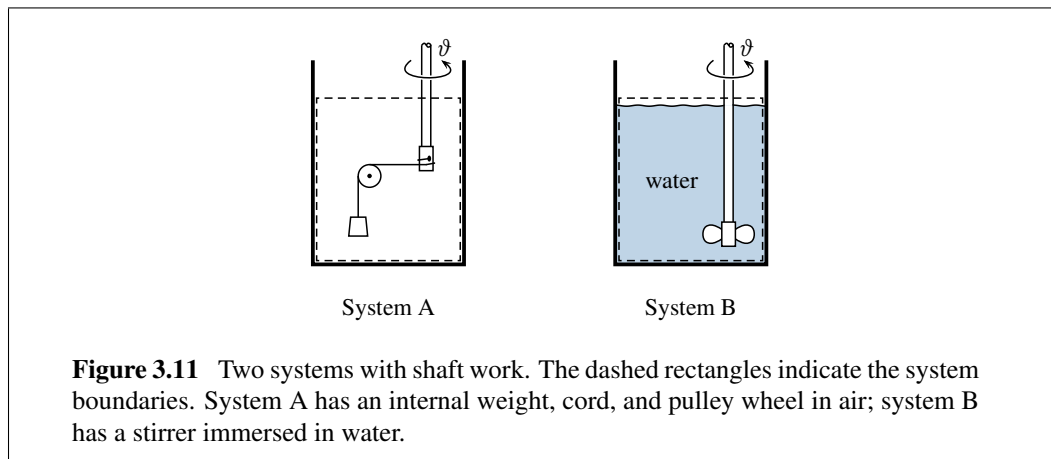 ϑ
ϑ
water
System A
System B
Figure 3.11 Two systems with shaft work. The dashed rectangles indicate the system
boundaries. System A has an internal weight, cord, and pulley wheel in air; system B
has a stirrer immersed in water.